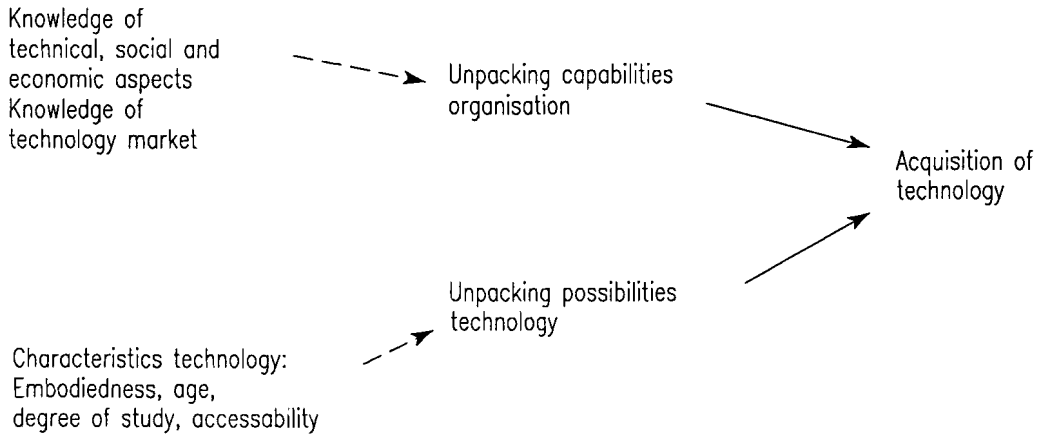 Knowledge of
technical, social and
economic aspects
Knowledge of
technology market
Unpacking capabilities
organisation
Acquisition of
technology
Unpacking possibilities
technology
Characteristics technology:
Embodiedness, age,
degree of study, accessability